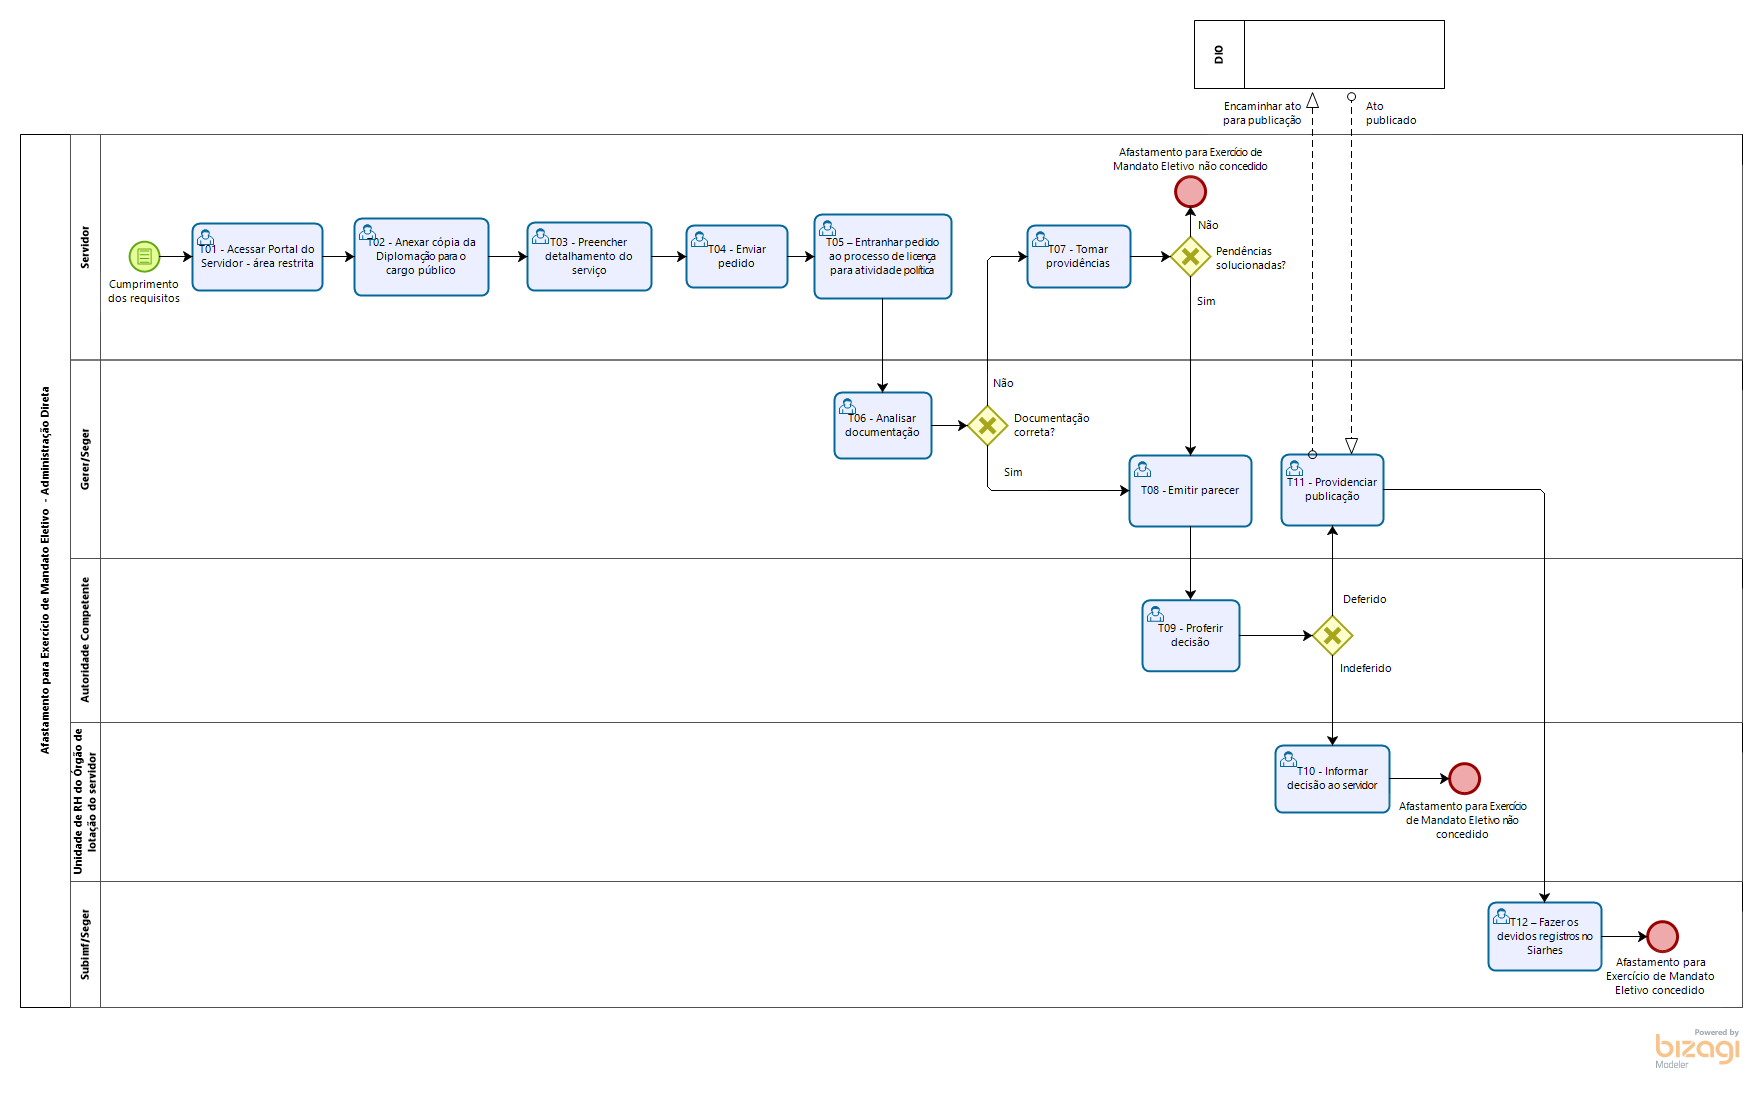 DIO
Encaminhar ato
para publicação
Ato
publicado
Afastamento para Exercício de Mandato Eletivo  - Administração Direta
Servidor
Cumprimento
dos requisitos
T01 - Acessar Portal do
Servidor - área restrita
T02 - Anexar cópia da
Diplomação para o
cargo público
T03 - Preencher
detalhamento do
serviço
T04 - Enviar
pedido
T05 – Entranhar pedido
ao processo de licença
para atividade política
T07 - Tomar
providências
Afastamento para Exercício de
Mandato Eletivo não concedido
Não
Pendências
solucionadas?
Sim
Gerer/Seger
T06 - Analisar
documentação
Não
Documentação
correta?
Sim
T08 - Emitir parecer
T11 - Providenciar
publicação
Autoridade Competente
T09 - Proferir
decisão
Deferido
Indeferido
Unidade de RH do Órgão de
lotação do servidor
T10 - Informar
decisão ao servidor
Afastamento para Exercício
de Mandato Eletivo não
concedido
Subimf/Seger
T12 – Fazer os
devidos registros no
Siarhes
Afastamento para
Exercício de Mandato
Eletivo concedido
Powered by
bizagi
Modeler